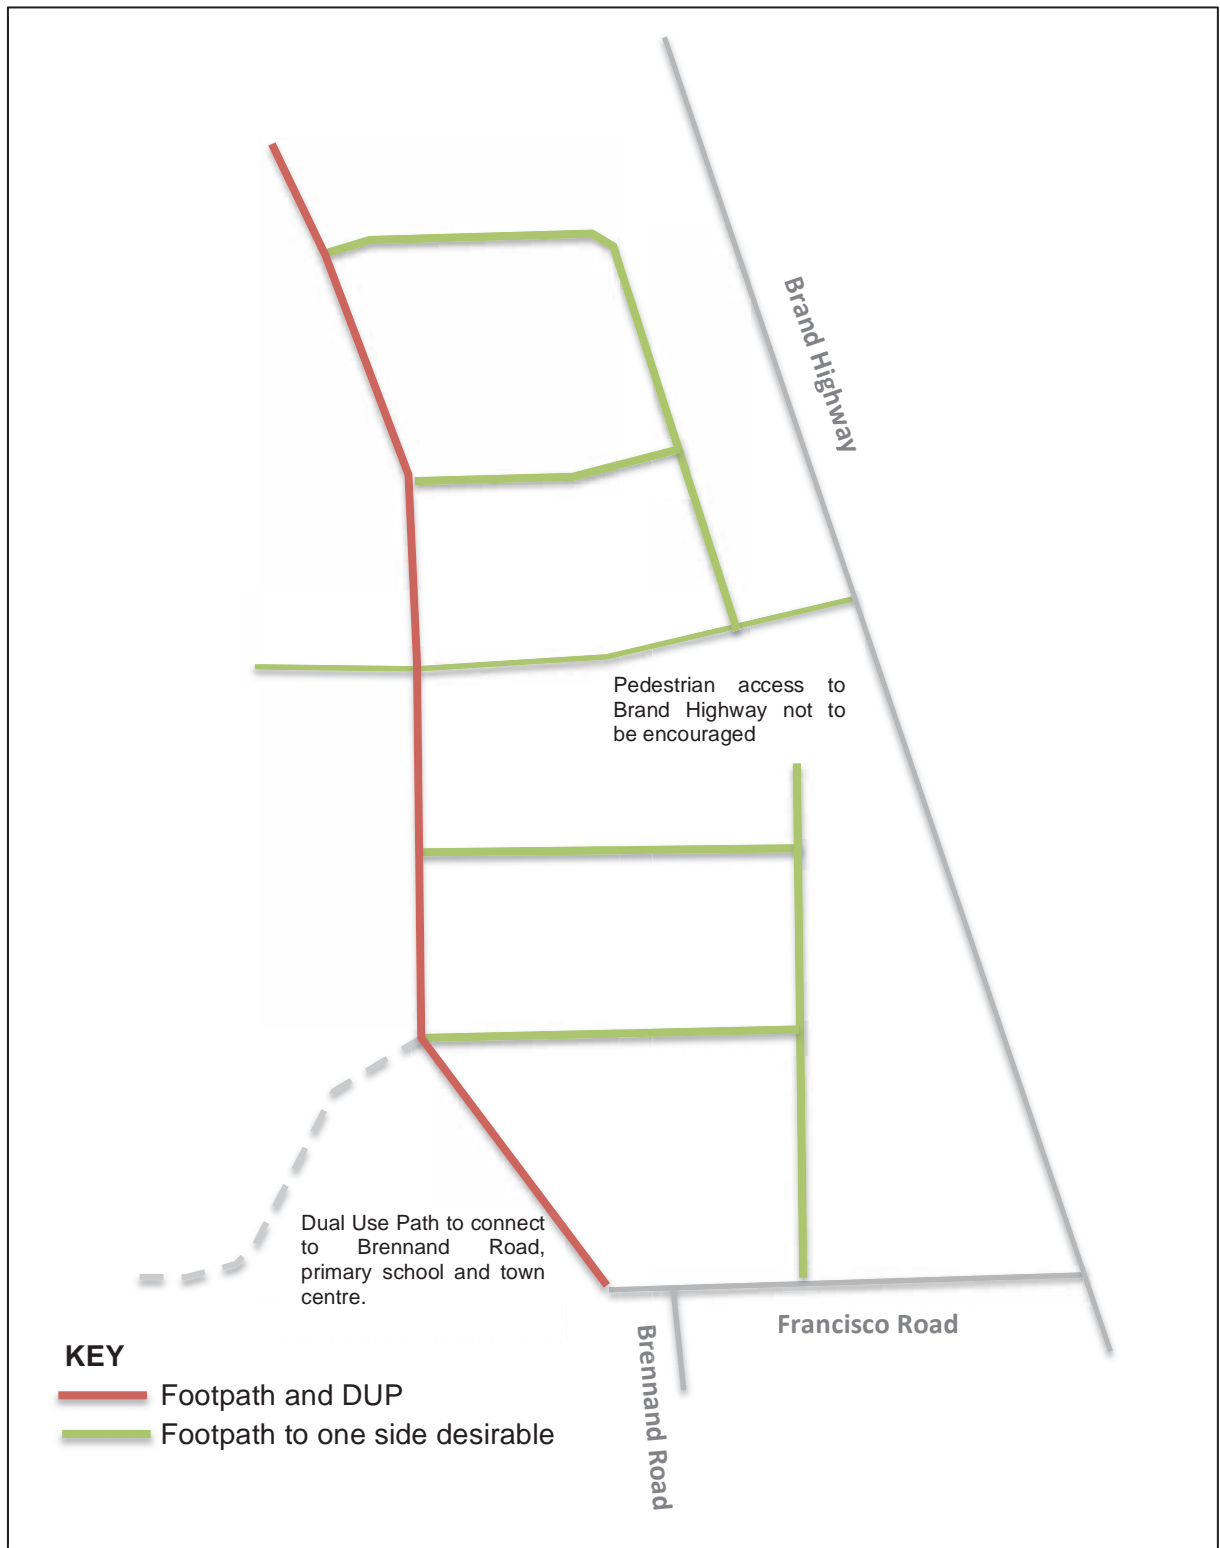 Brand Highway
Pedestrian access to
Brand Highway not to
be encouraged
Dual Use Path to connect
to Brennand Road,
primary school and town
centre.
Francisco Road
Brennand Road
KEY
Footpath and DUP
Footpath to one side desirable